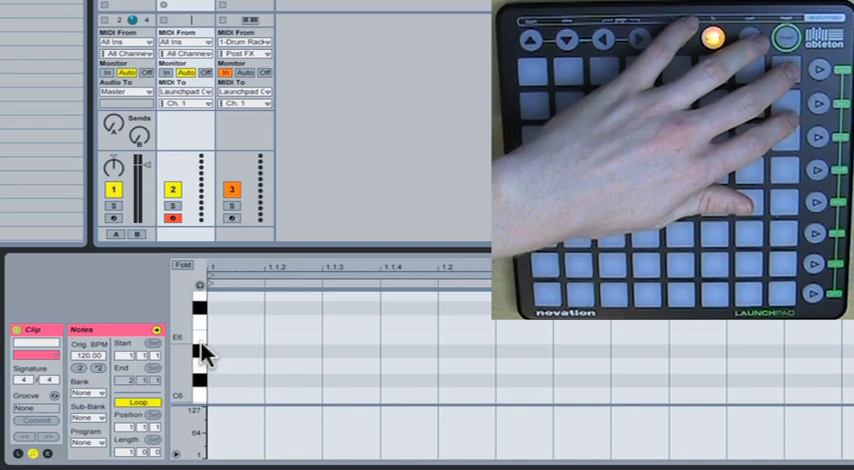 2 4
MIDI From MIDI From MIDI From
All Ins All Ins 1-Drum Rack
All Channe All Channe Post FX
Monitor Monitor Monitor
In Auto Off In Auto Off In Auto Off
Audio To MIDI To MIDI To
Master Launchpad C Launchpad C
Ch. 1 Ch. 1
Sends
A B
1 2 3
S S S
A B
ableton
novation LAUNCHPAD
Fold
1 1.1.2 1.1.3 1.1.4 1.2
E6
C6
127
64
1
Clip
Signature
4 / 4
Groove
None
Commit
<< >>
L E
Notes
Orig. BPM
120.00
:2 *2
Bank
None
Sub-Bank
None
Program
None
Start Set
1 1 1
End Set
2 1 1
Loop
Position Set
1 1 1
Length Set
1 0 0